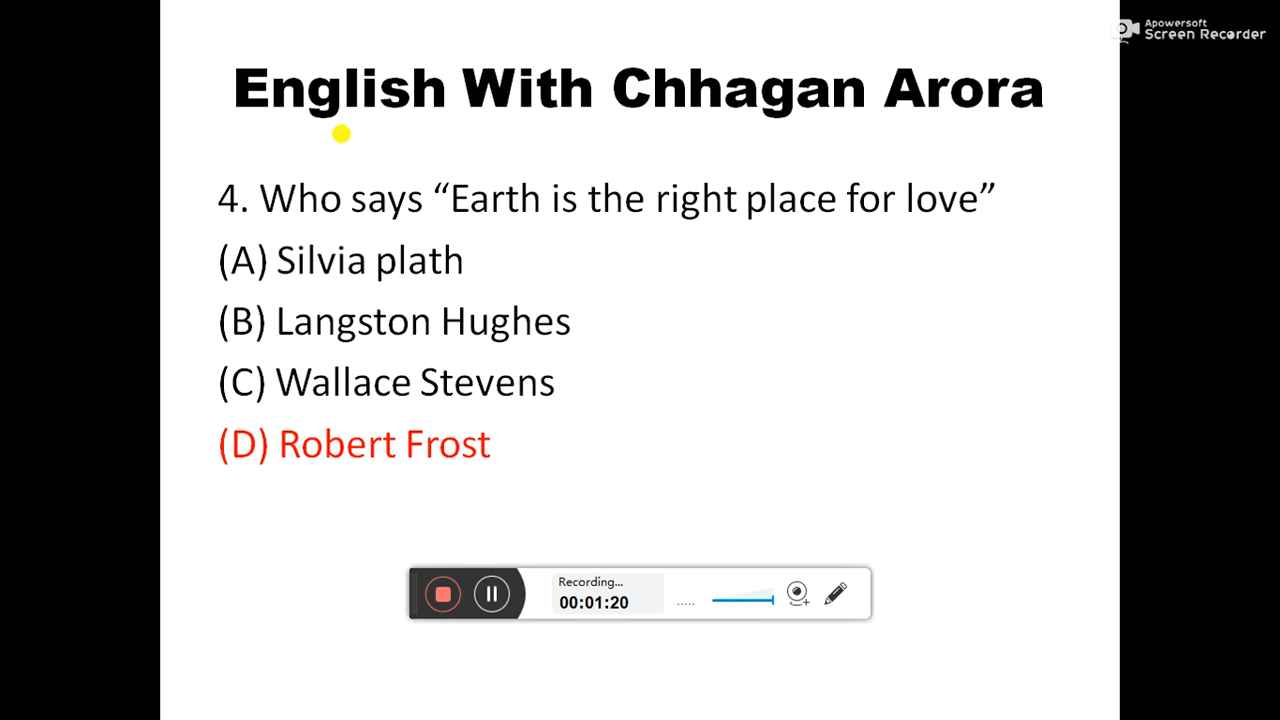 Apowersoft
Screen Recorder
English With Chhagan Arora
4. Who says “Earth is the right place for love”
(A) Silvia plath
(B) Langston Hughes
(C) Wallace Stevens
(D) Robert Frost
Recording...
00:01:20